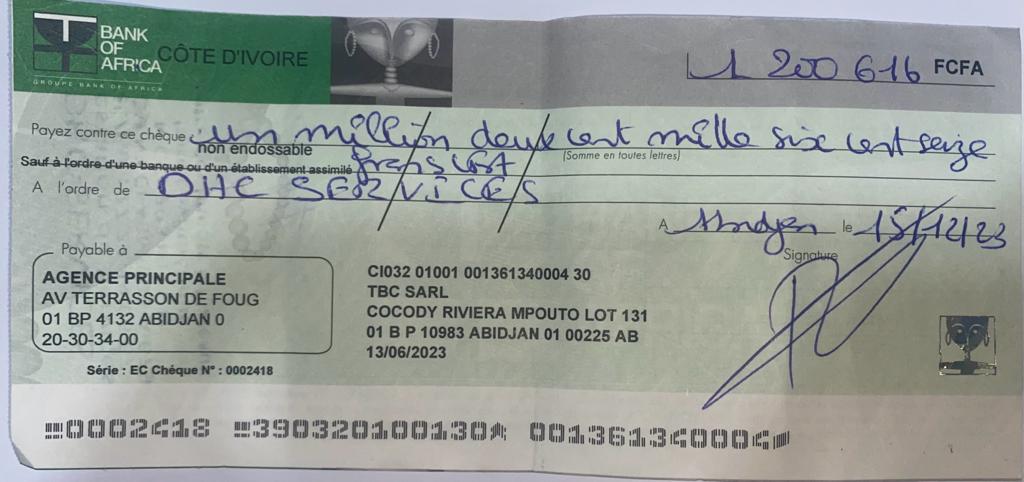 BANK
OF
AFRICA
GROUPE BANK OF AFRICA
CÔTE D'IVOIRE
1 200 616 FCFA
Payez contre ce chèque un million deux cent mille six cent seize
non endossable
(Somme en toutes lettres)
Sauf à l'ordre d'une banque ou d'un établissement assimilé francs CFA
A l'ordre de OHC SERVICES
A Abidjan le 15/12/23
Signature
Payable à
AGENCE PRINCIPALE
AV TERRASSON DE FOUG
01 BP 4132 ABIDJAN 0
20-30-34-00
CI032 01001 001361340004 30
TBC SARL
COCODY RIVIERA MPOUTO LOT 131
01 B P 10983 ABIDJAN 01 00225 AB
13/06/2023
Série : EC Chéque N° : 0002418
0002418 390320100130 001361340004